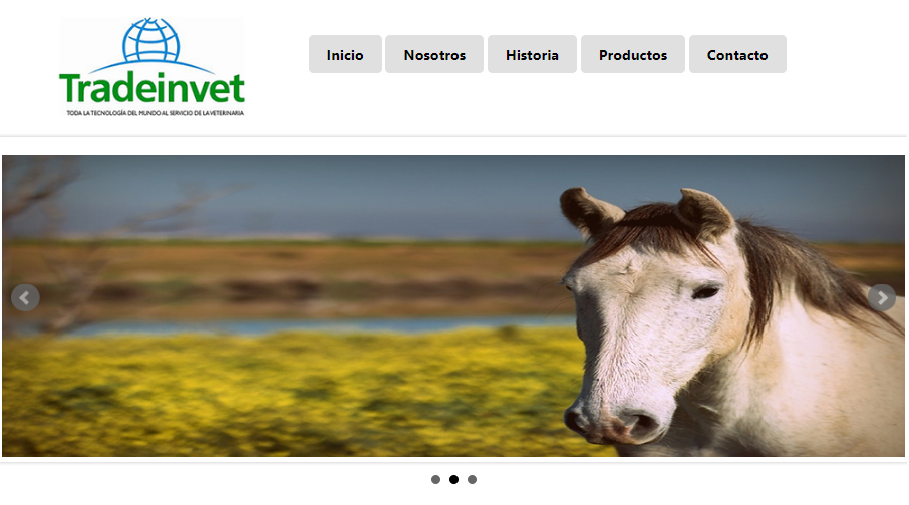 Tradeinvet
TODA LA TECNOLOGÍA DEL MUNDO AL SERVICIO DE LA VETERINARIA
Inicio Nosotros Historia Productos Contacto